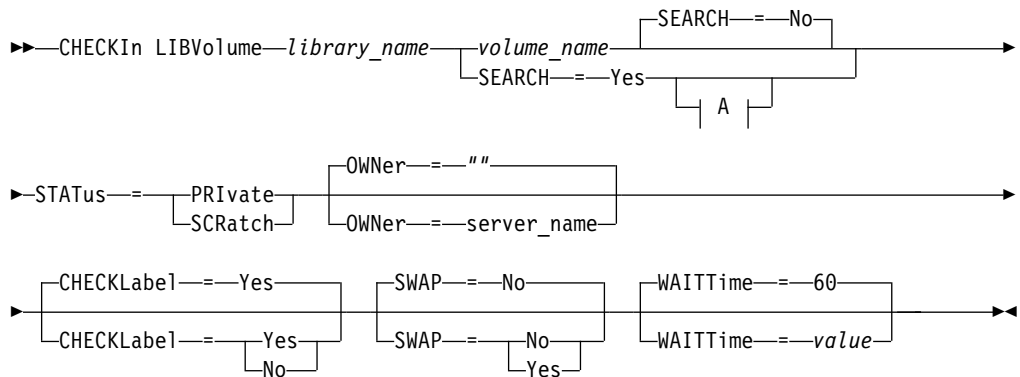 SEARCH = No
CHECKIn LIBVolume library_name volume_name
SEARCH = Yes
A
OWNer = ""
STATus = PRIvate
SCRatch OWNer = server_name
CHECKLabel = Yes SWAP = No WAITTime = 60
CHECKLabel = Yes SWAP = No WAITTime = value
No Yes